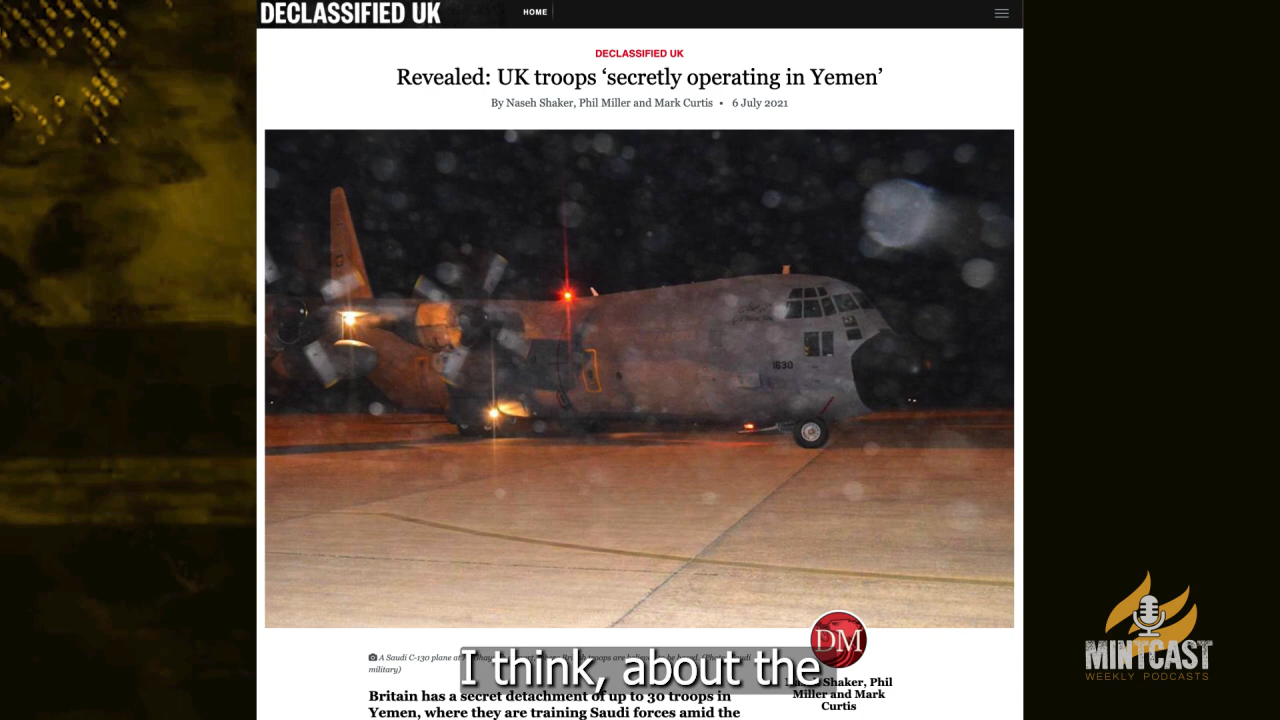 DECLASSIFIED UK
HOME
DECLASSIFIED UK
Revealed: UK troops ‘secretly operating in Yemen’
By Naseh Shaker, Phil Miller and Mark Curtis • 6 July 2021
1630
DM
A Saudi C-130 plane at
military)
I think, about the
Shaker, Phil
Miller and Mark
Curtis
Britain has a secret detachment of up to 30 troops in
Yemen, where they are training Saudi forces amid the
MINTCAST
WEEKLY PODCASTS